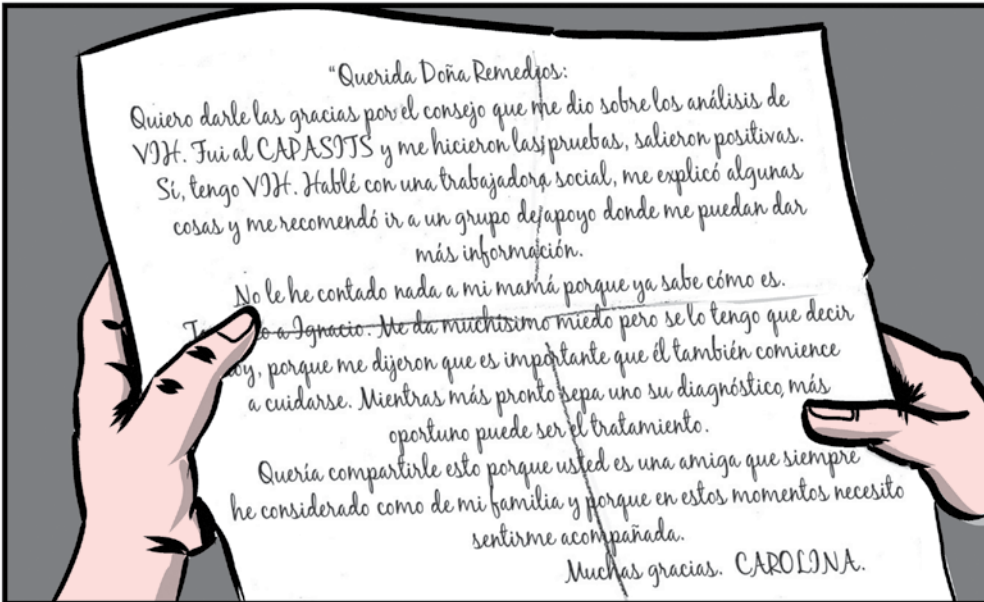 “Querida Doña Remedios:
Quiero darle las gracias por el consejo que me dio sobre los análisis de
VIH. Fui al CAPASITS y me hicieron las pruebas, salieron positivas.
Sí, tengo VIH. Hablé con una trabajadora social, me explicó algunas
cosas y me recomendó ir a un grupo de apoyo donde me puedan dar
más información.
No le he contado nada a mi mamá porque ya sabe cómo es.
a Ignacio. Me da muchísimo miedo pero se lo tengo que decir
porque me dijeron que es importante que él también comience
a cuidarse. Mientras más pronto sepa uno su diagnóstico, más
oportuno puede ser el tratamiento.
Quería compartirle esto porque usted es una amiga que siempre
he considerado como de mi familia y porque en estos momentos necesito
sentirme acompañada.
Muchas gracias. CAROLINA.